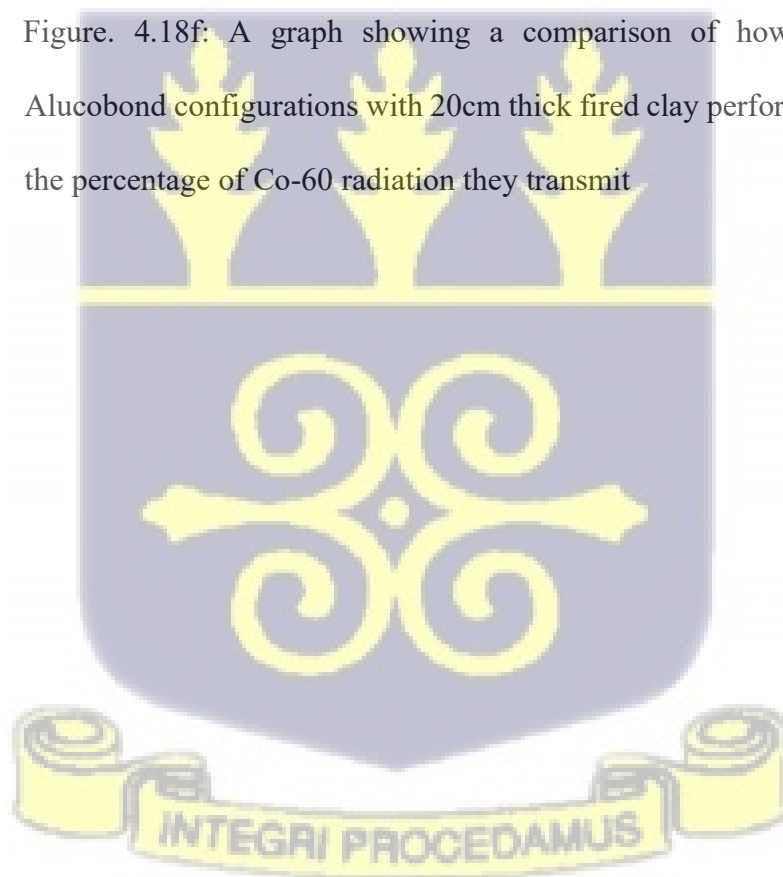 Figure. 4.18f: A graph showing a comparison of how
Alucobond configurations with 20cm thick fired clay
the percentage of Co-60 radiation they transmit
INTEGRI PROCEDAMUS